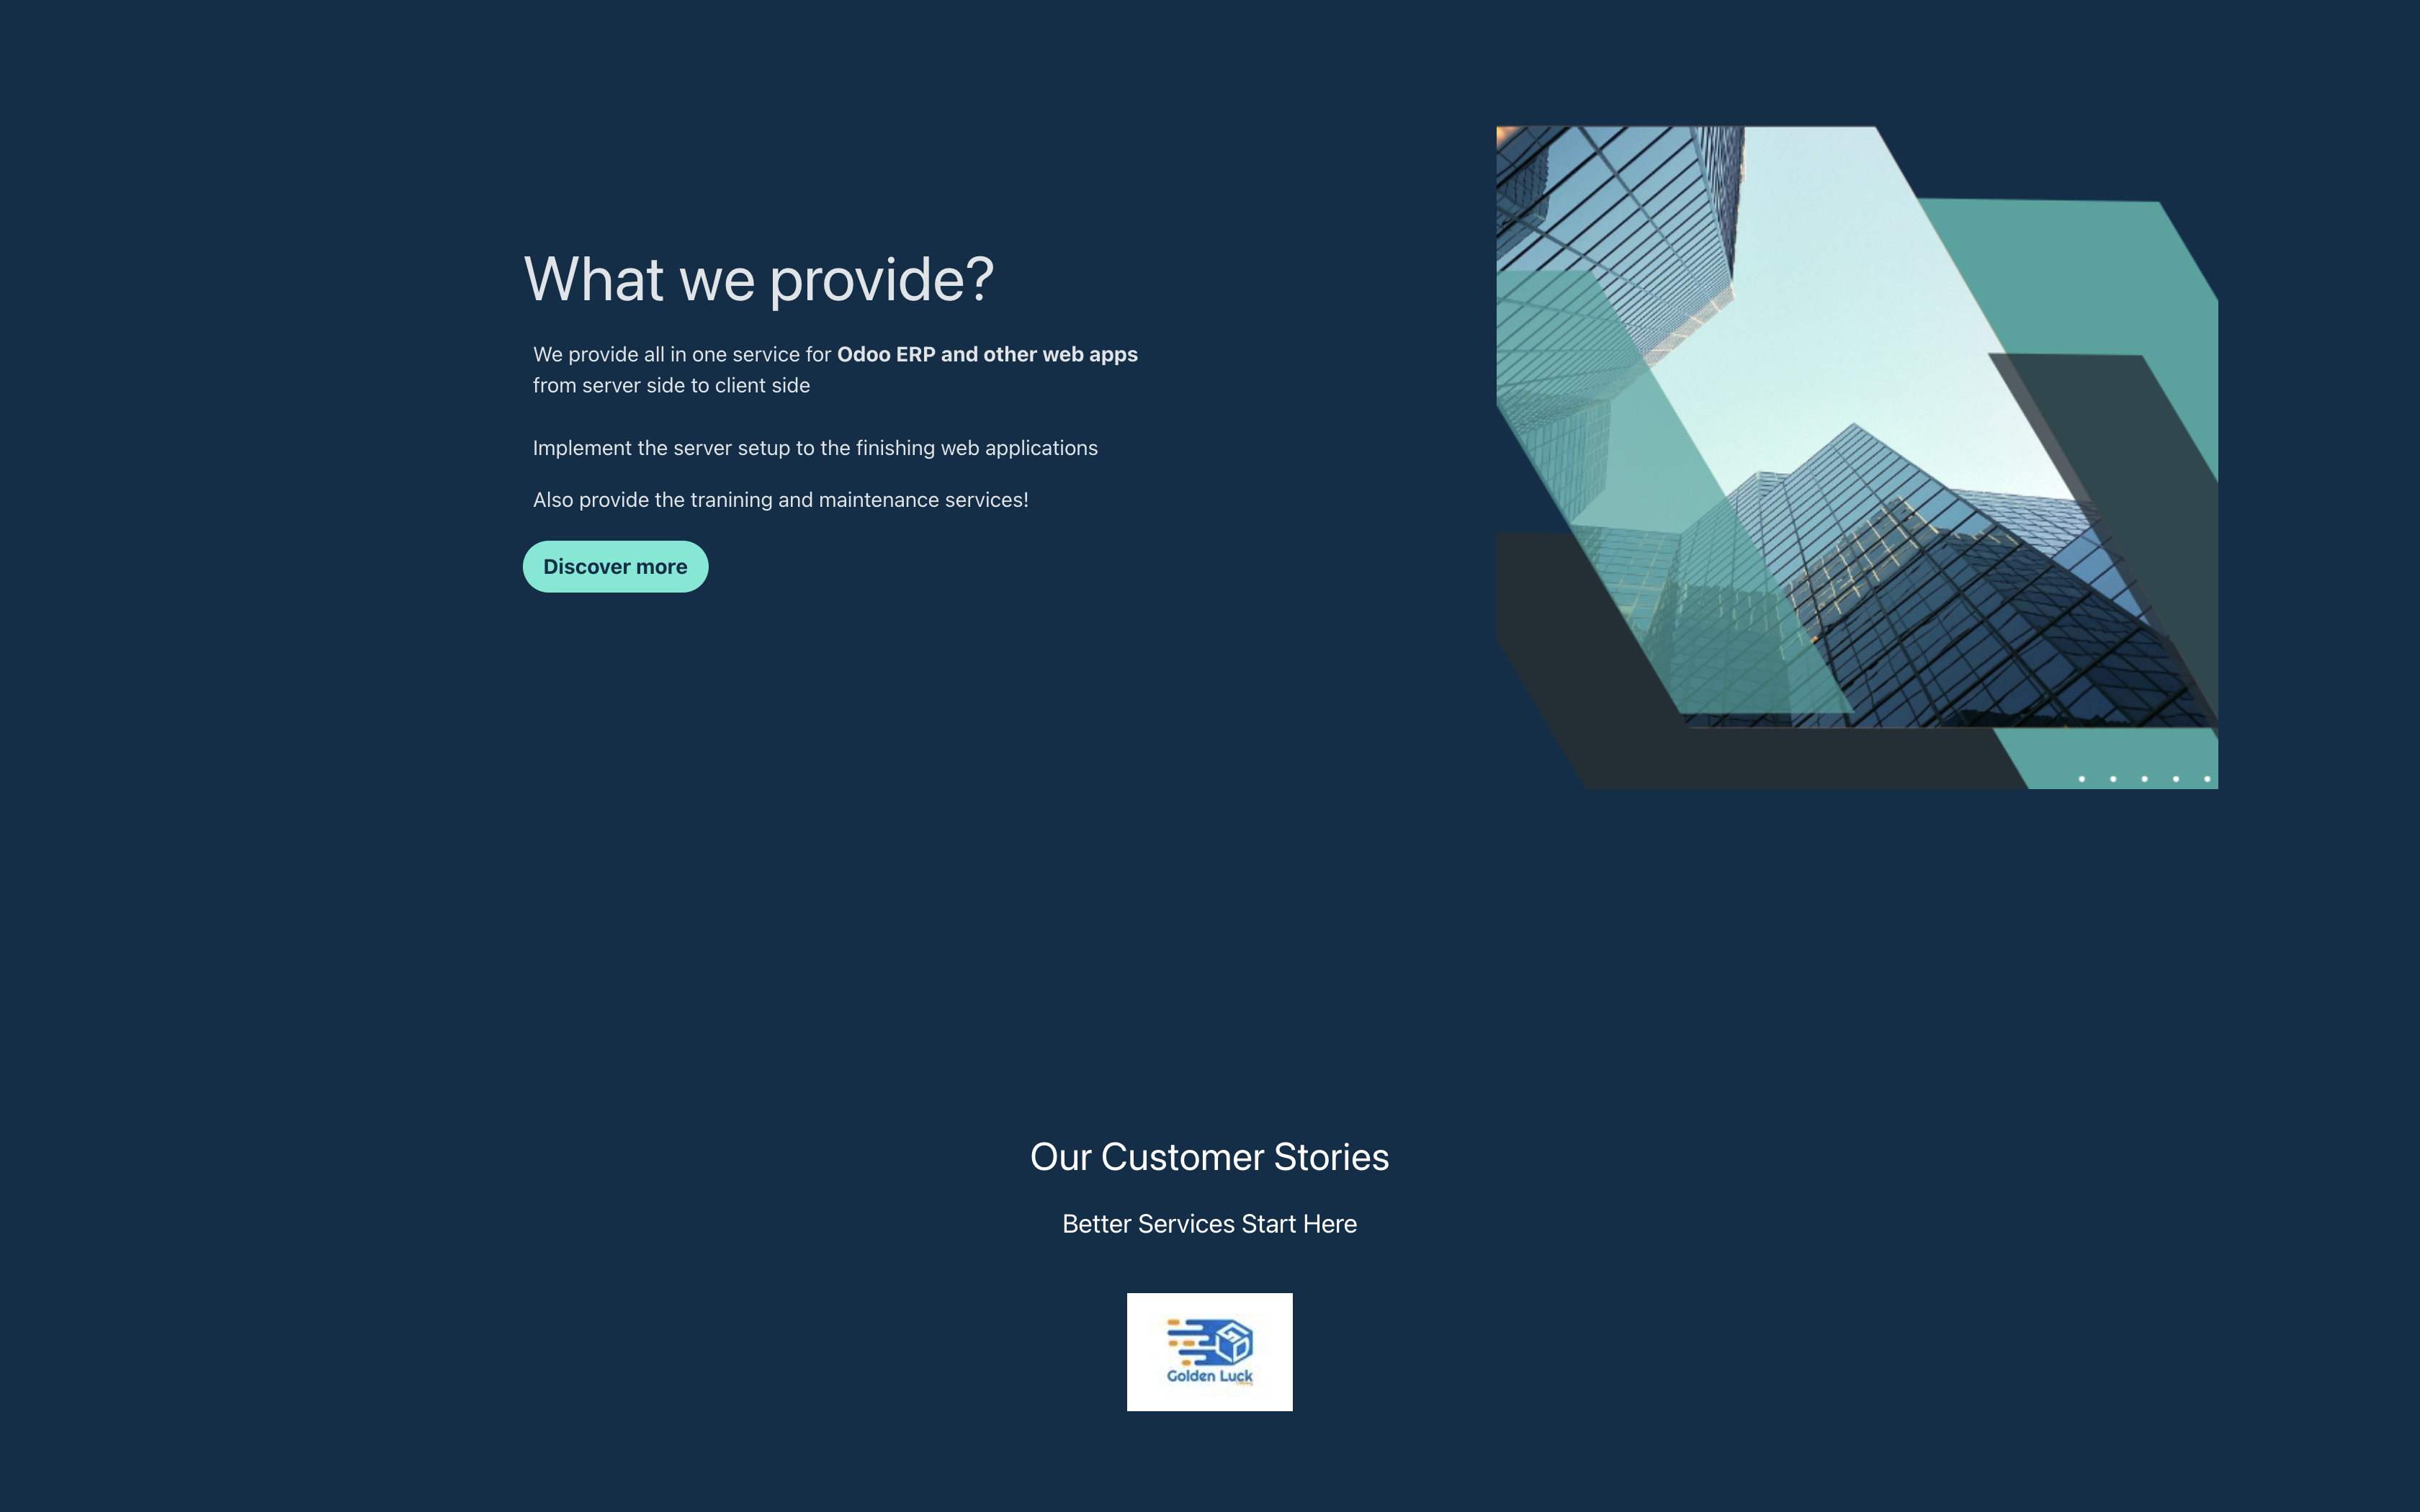 What we provide?
We provide all in one service for Odoo ERP and other web apps
from server side to client side
Implement the server setup to the finishing web applications
Also provide the tranining and maintenance services!
Discover more
Our Customer Stories
Better Services Start Here
Golden Luck